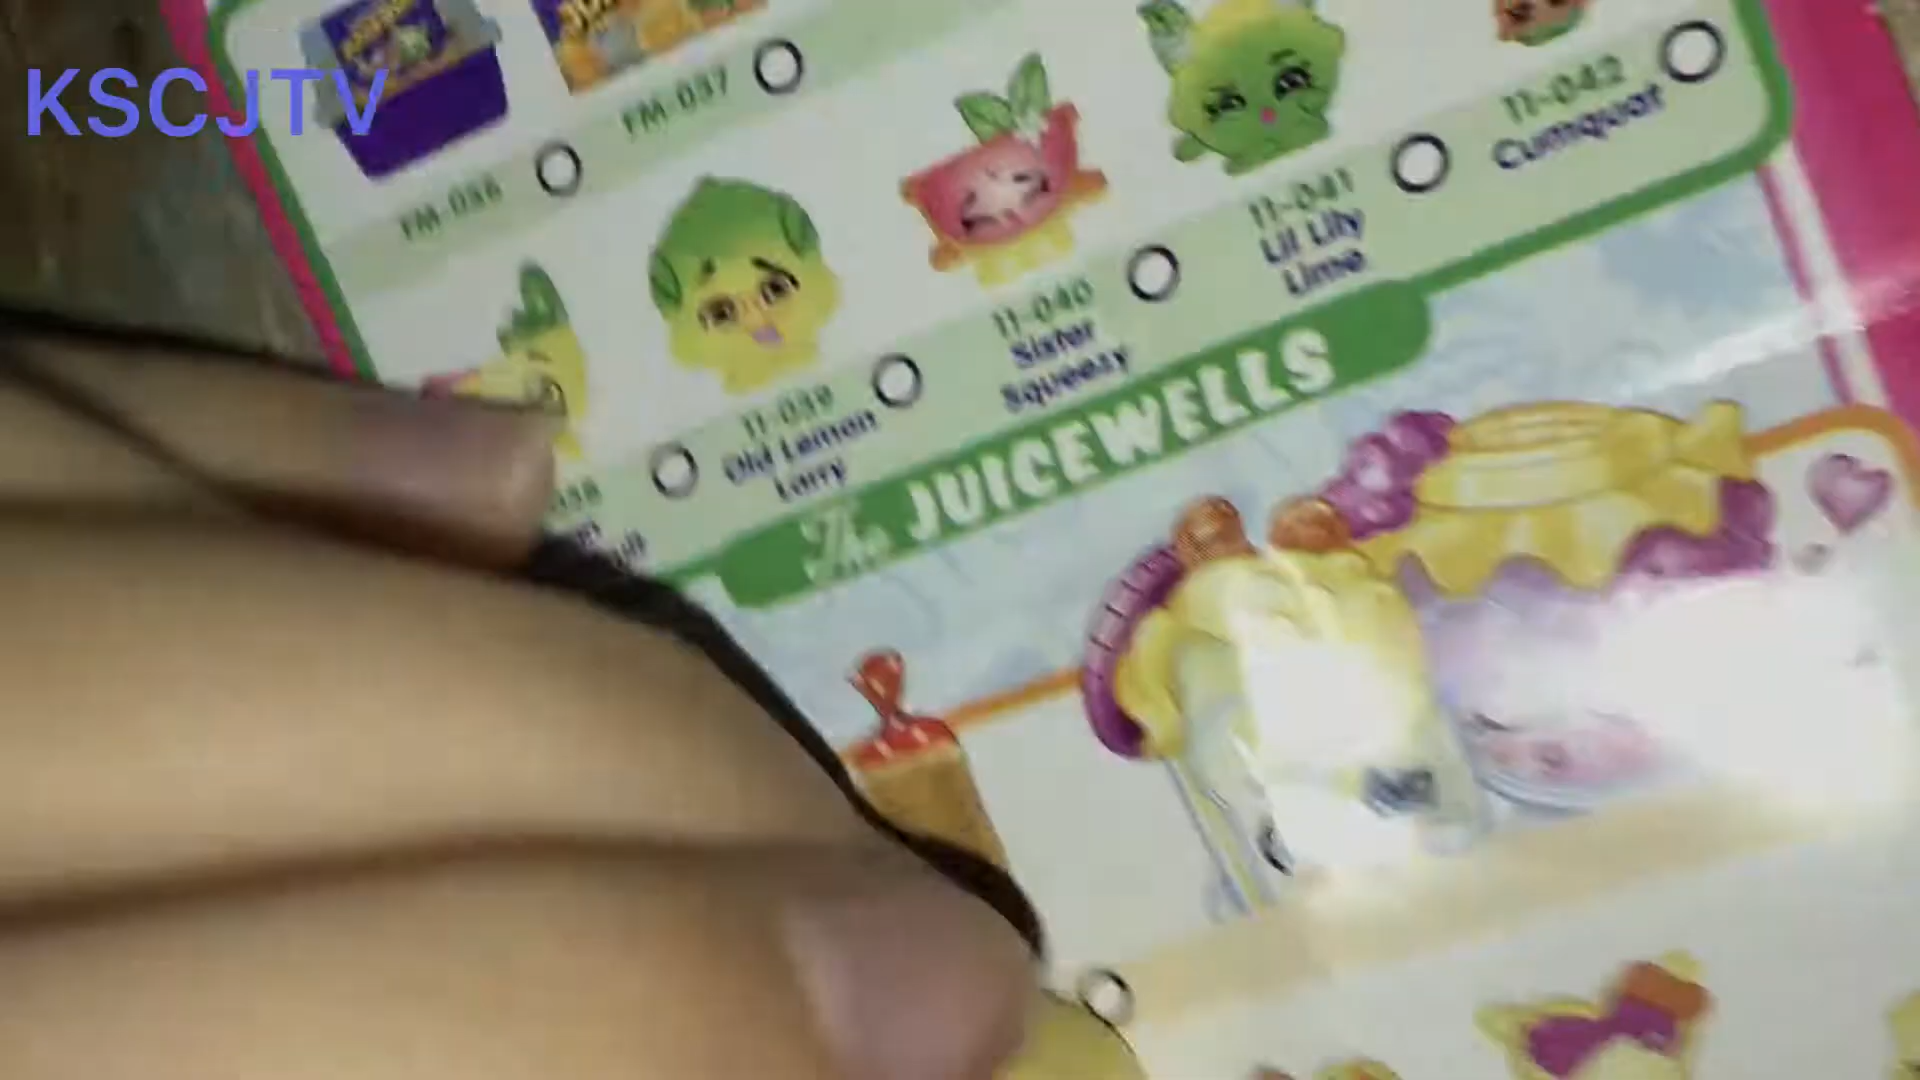 KSCJTV
FM-036
FM-037
11-039
Old Lemon
Larry
11-040
Sister
Squeezy
11-041
Lil Lily
Lime
11-042
Cumquat
The JUICEWELLS